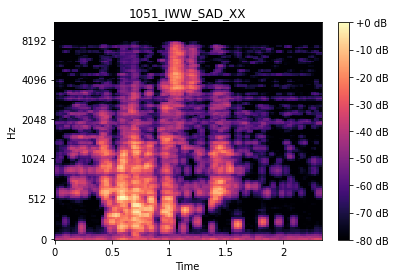 1051_IWW_SAD_XX
8192
4096
2048
1024
512
0
Hz
0
0.5
1
1.5
2
Time
+0 dB
-10 dB
-20 dB
-30 dB
-40 dB
-50 dB
-60 dB
-70 dB
-80 dB